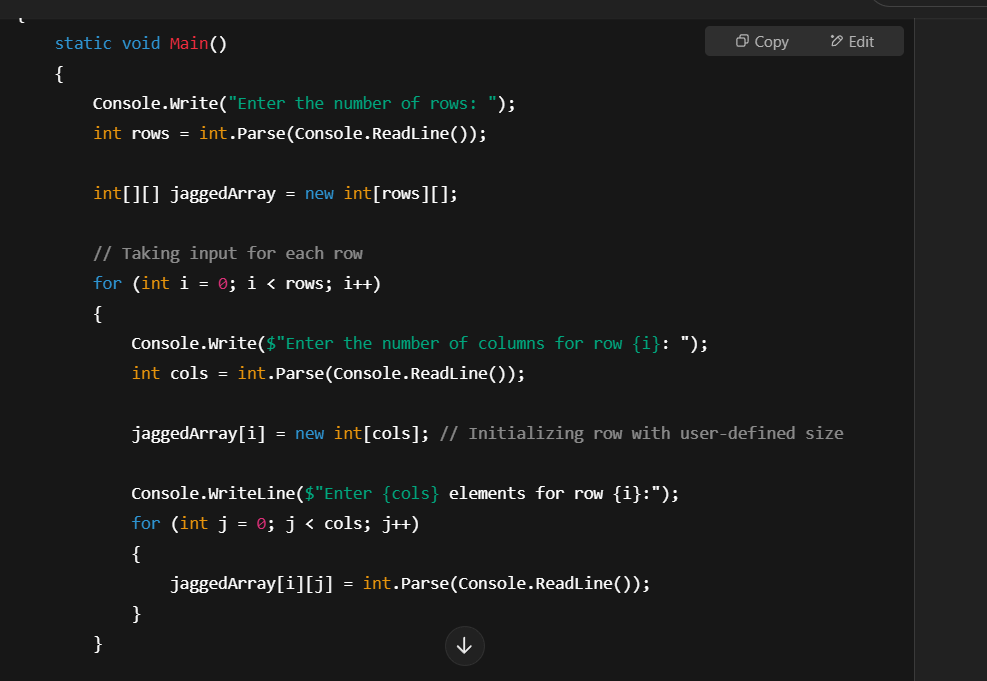 {
static void Main()
Copy Edit
{
Console.Write("Enter the number of rows: ");
int rows = int.Parse(Console.ReadLine());
int[][] jaggedArray = new int[rows][];
// Taking input for each row
for (int i = 0; i < rows; i++)
{
Console.Write($"Enter the number of columns for row {i}: ");
int cols = int.Parse(Console.ReadLine());
jaggedArray[i] = new int[cols]; // Initializing row with user-defined size
Console.WriteLine($"Enter {cols} elements for row {i}:");
for (int j = 0; j < cols; j++)
{
jaggedArray[i][j] = int.Parse(Console.ReadLine());
}
}